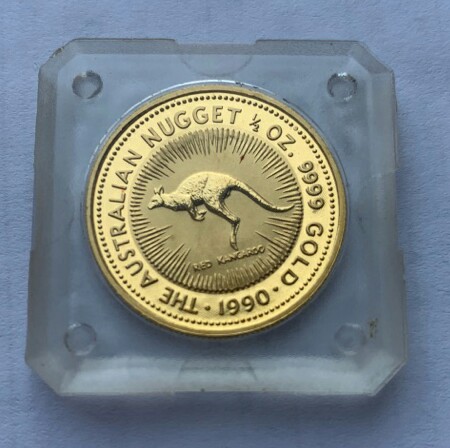 THE AUSTRALIAN NUGGET ½ OZ. 9999 GOLD · 1990 ·
RED KANGAROO